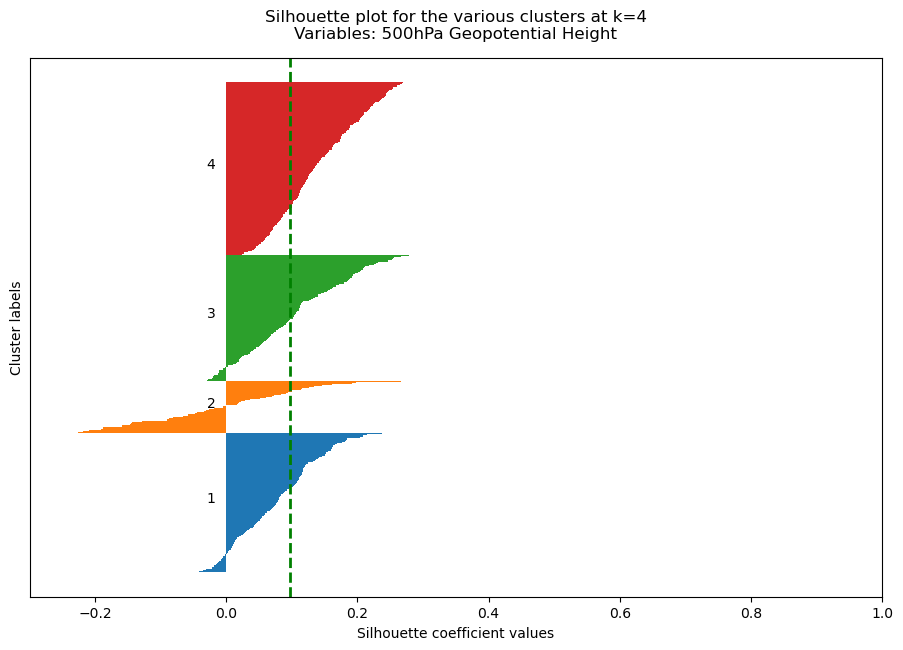 Silhouette plot for the various clusters at k=4
Variables: 500hPa Geopotential Height
4
3
2
1
Cluster labels
−0.2 0.0 0.2 0.4 0.6 0.8 1.0
Silhouette coefficient values